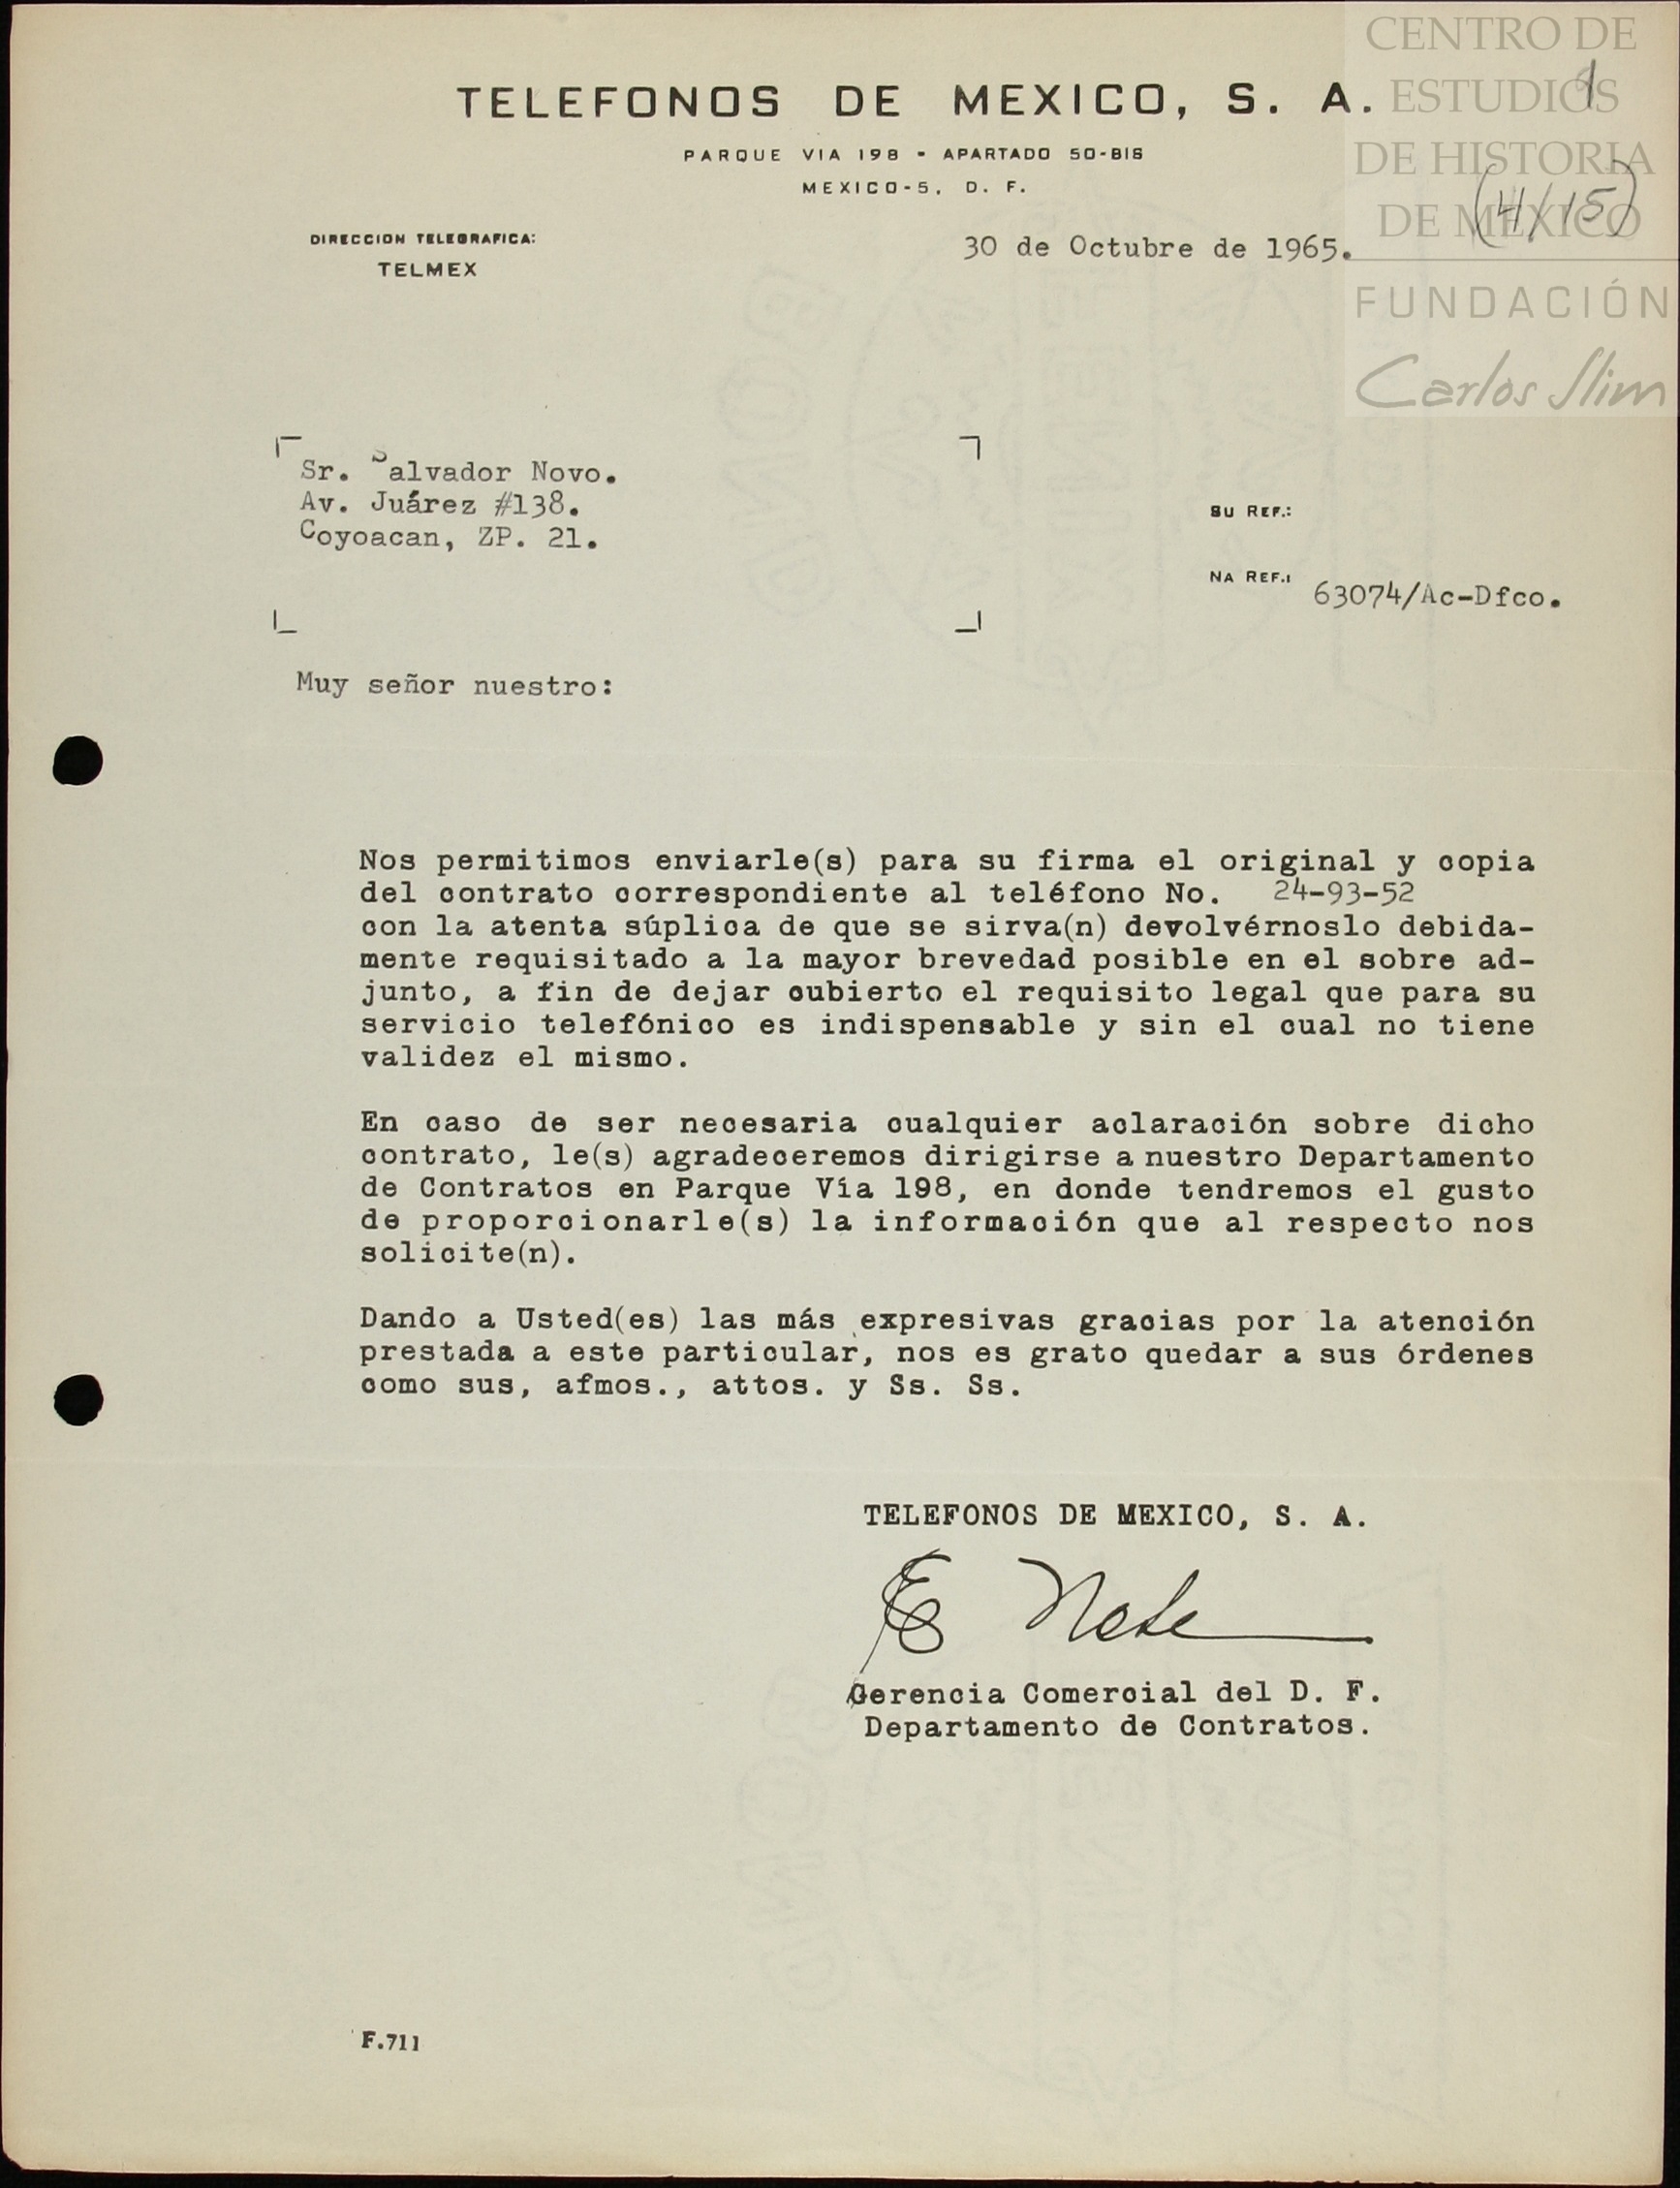 CENTRO DE
ESTUDIOS
DE HISTORIA
DE MEXICO
FUNDACIÓN
Carlos Slim
(4/15)
TELEFONOS DE MEXICO, S. A.
PARQUE VIA 198 - APARTADO 50-BIS
MEXICO-5, D. F.
DIRECCION TELEGRAFICA:
TELMEX
30 de Octubre de 1965.
Sr. Salvador Novo.
Av. Juárez #138.
Coyoacan, ZP. 21.
SU REF.:
NA REF.: 63074/Ac-Dfco.
Muy señor nuestro:
Nos permitimos enviarle(s) para su firma el original y copia
del contrato correspondiente al teléfono No. 24-93-52
con la atenta súplica de que se sirva(n) devolvérnoslo debida-
mente requisitado a la mayor brevedad posible en el sobre ad-
junto, a fin de dejar cubierto el requisito legal que para su
servicio telefónico es indispensable y sin el cual no tiene
validez el mismo.
En caso de ser necesaria cualquier aclaración sobre dicho
contrato, le(s) agradeceremos dirigirse a nuestro Departamento
de Contratos en Parque Vía 198, en donde tendremos el gusto
de proporcionarle(s) la información que al respecto nos
solicite(n).
Dando a Usted(es) las más expresivas gracias por la atención
prestada a este particular, nos es grato quedar a sus órdenes
como sus, afmos., attos. y Ss. Ss.
TELEFONOS DE MEXICO, S. A.
Gerencia Comercial del D. F.
Departamento de Contratos.
F.711